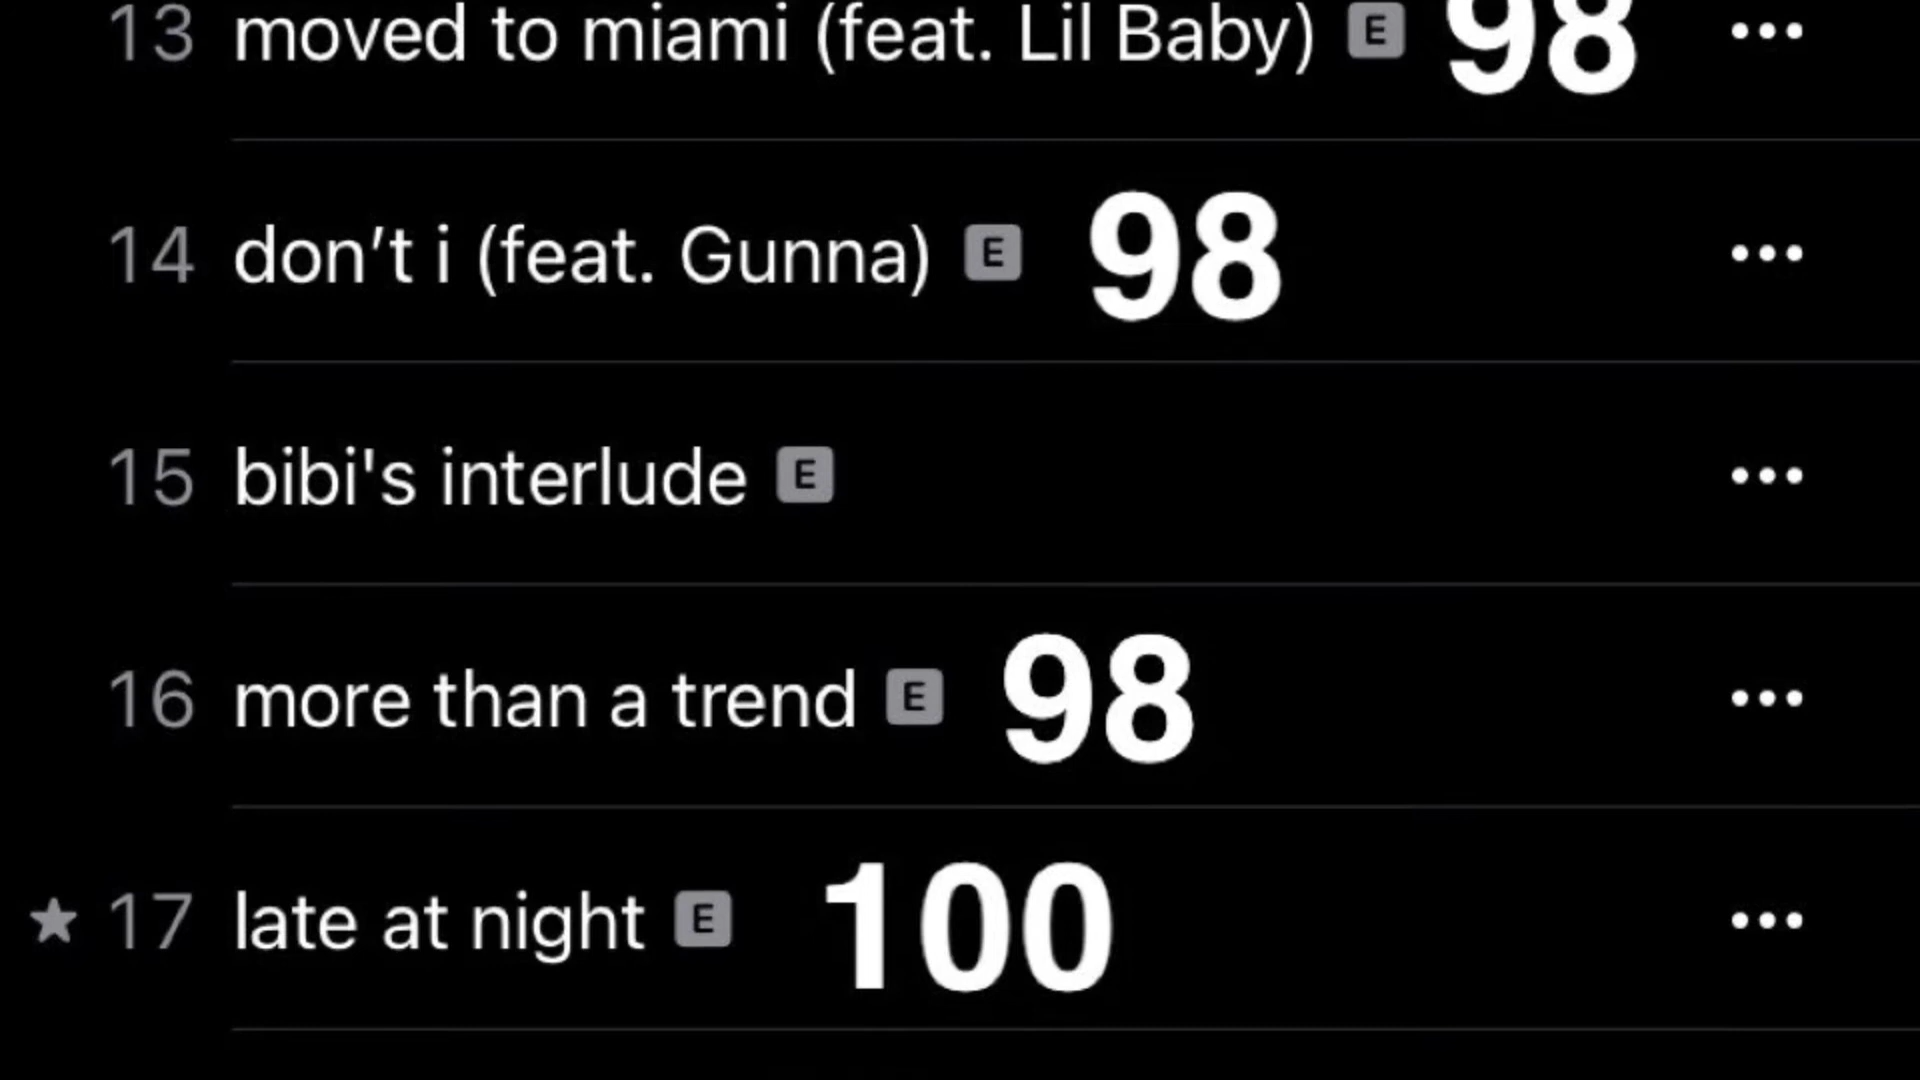 13 moved to miami (feat. Lil Baby) E 98
14 don’t i (feat. Gunna) E 98
15 bibi's interlude E
16 more than a trend E 98
17 late at night E 100